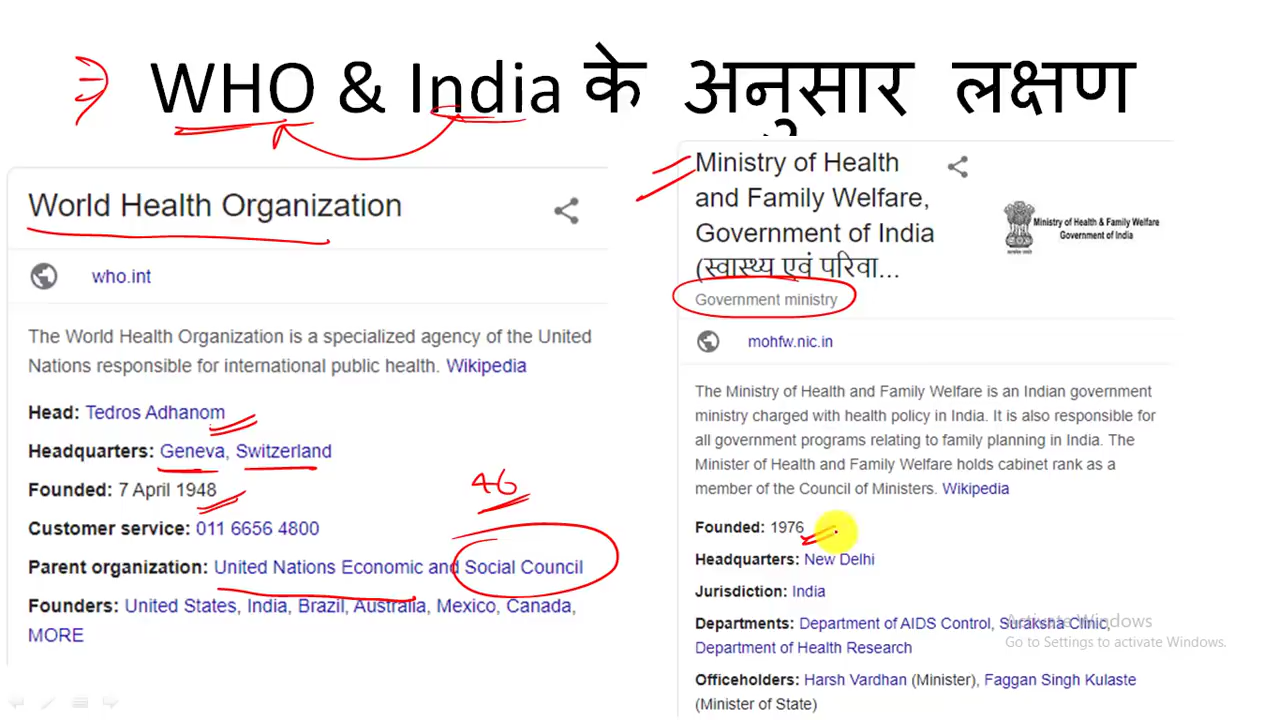 WHO & India के अनुसार लक्षण
World Health Organization
who.int
The World Health Organization is a specialized agency of the United
Nations responsible for international public health. Wikipedia
Head: Tedros Adhanom
Headquarters: Geneva, Switzerland
Founded: 7 April 1948
46
Customer service: 011 6656 4800
Parent organization: United Nations Economic and Social Council
Founders: United States, India, Brazil, Australia, Mexico, Canada,
MORE
Ministry of Health
and Family Welfare,
Government of India
(स्वास्थ्य एवं परिवा...
Government ministry
Ministry of Health & Family Welfare
Government of India
mohfw.nic.in
The Ministry of Health and Family Welfare is an Indian government
ministry charged with health policy in India. It is also responsible for
all government programs relating to family planning in India. The
Minister of Health and Family Welfare holds cabinet rank as a
member of the Council of Ministers. Wikipedia
Founded: 1976
Headquarters: New Delhi
Jurisdiction: India
Departments: Department of AIDS Control, Suraksha Clinic,
Department of Health Research
Officeholders: Harsh Vardhan (Minister), Faggan Singh Kulaste
(Minister of State)
Activate Windows
Go to Settings to activate Windows.